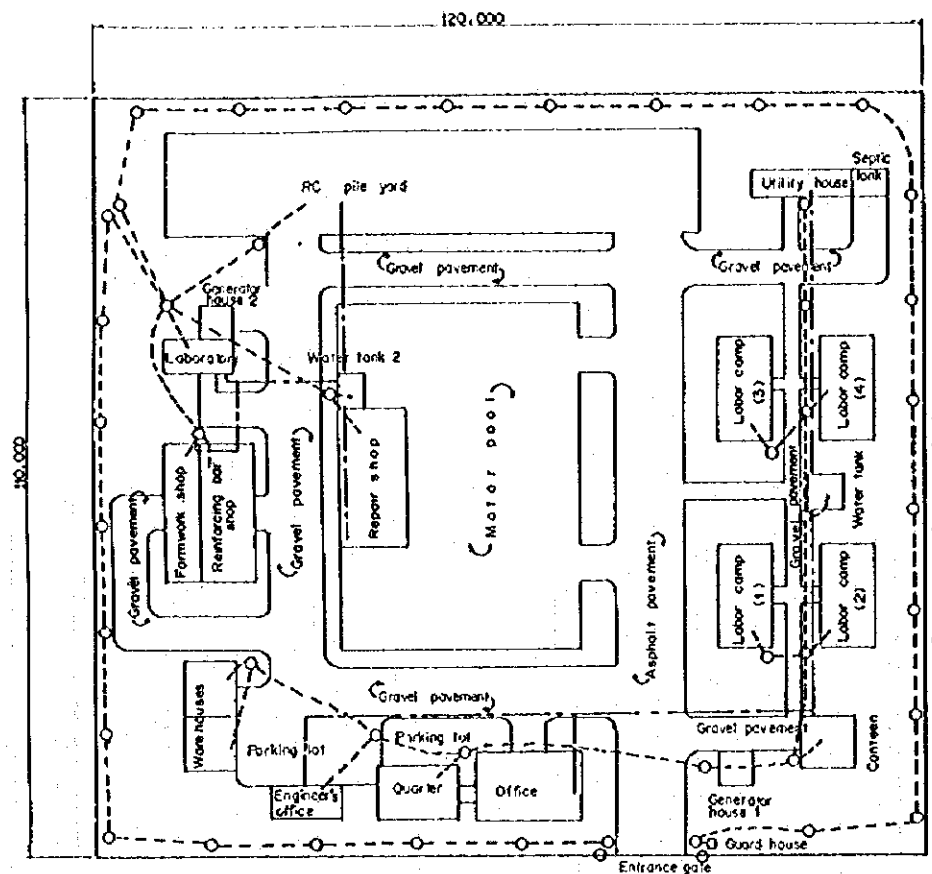 120,000
110,000
RC pile yard
Septic
tank
Utility house
Gravel pavement
Gravel pavement
Generator
house 2
Laboratory
Water tank 2
Labor camp
(3)
Labor camp
(4)
Motor pool
Gravel pavement
Repair shop
Formwork shop
Reinforcing bar
shop
Gravel pavement
Gravel pavement
Water tank
Labor camp
(1)
Labor camp
(2)
Asphalt pavement
Ware houses
Gravel pavement
Parking lot
Parking lot
Gravel pavement
Canteen
Engineer's
office
Quarter
Office
Generator
house 1
Guard house
Entrance gate